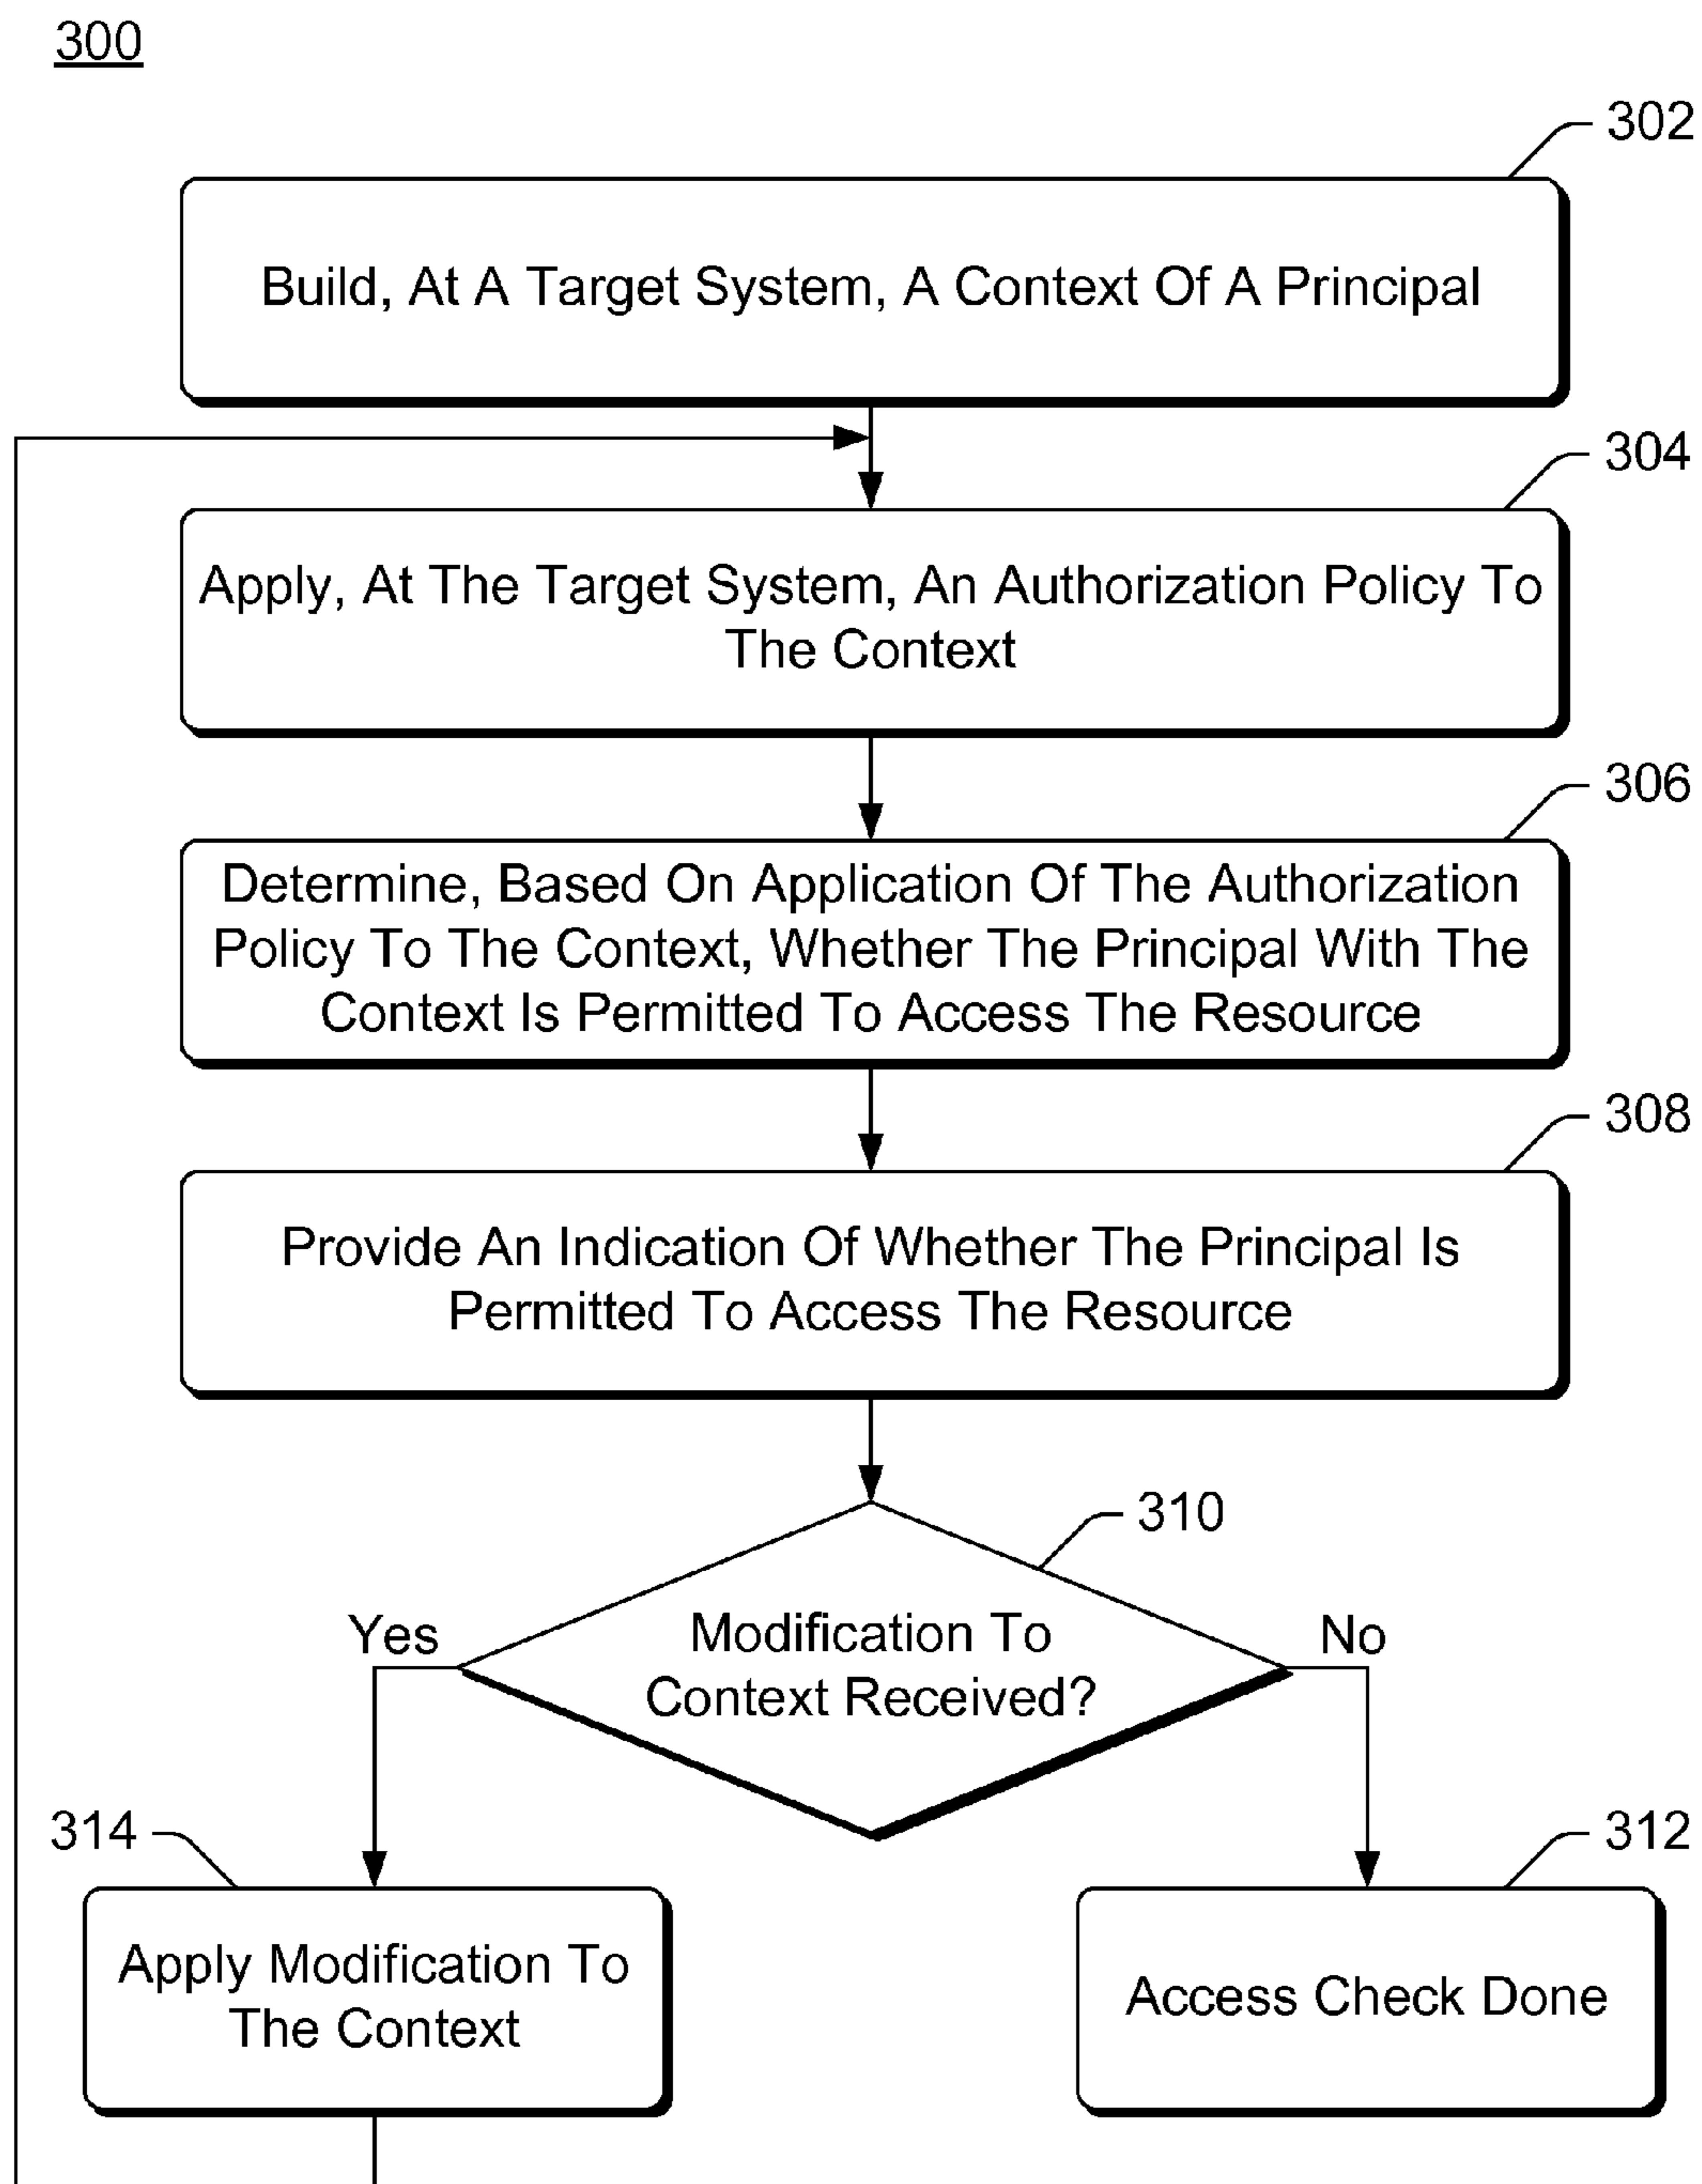 300
302
Build, At A Target System, A Context Of A Principal
304
Apply, At The Target System, An Authorization Policy To
The Context
306
Determine, Based On Application Of The Authorization
Policy To The Context, Whether The Principal With The
Context Is Permitted To Access The Resource
308
Provide An Indication Of Whether The Principal Is
Permitted To Access The Resource
310
Modification To
Context Received?
Yes
No
314
Apply Modification To
The Context
312
Access Check Done